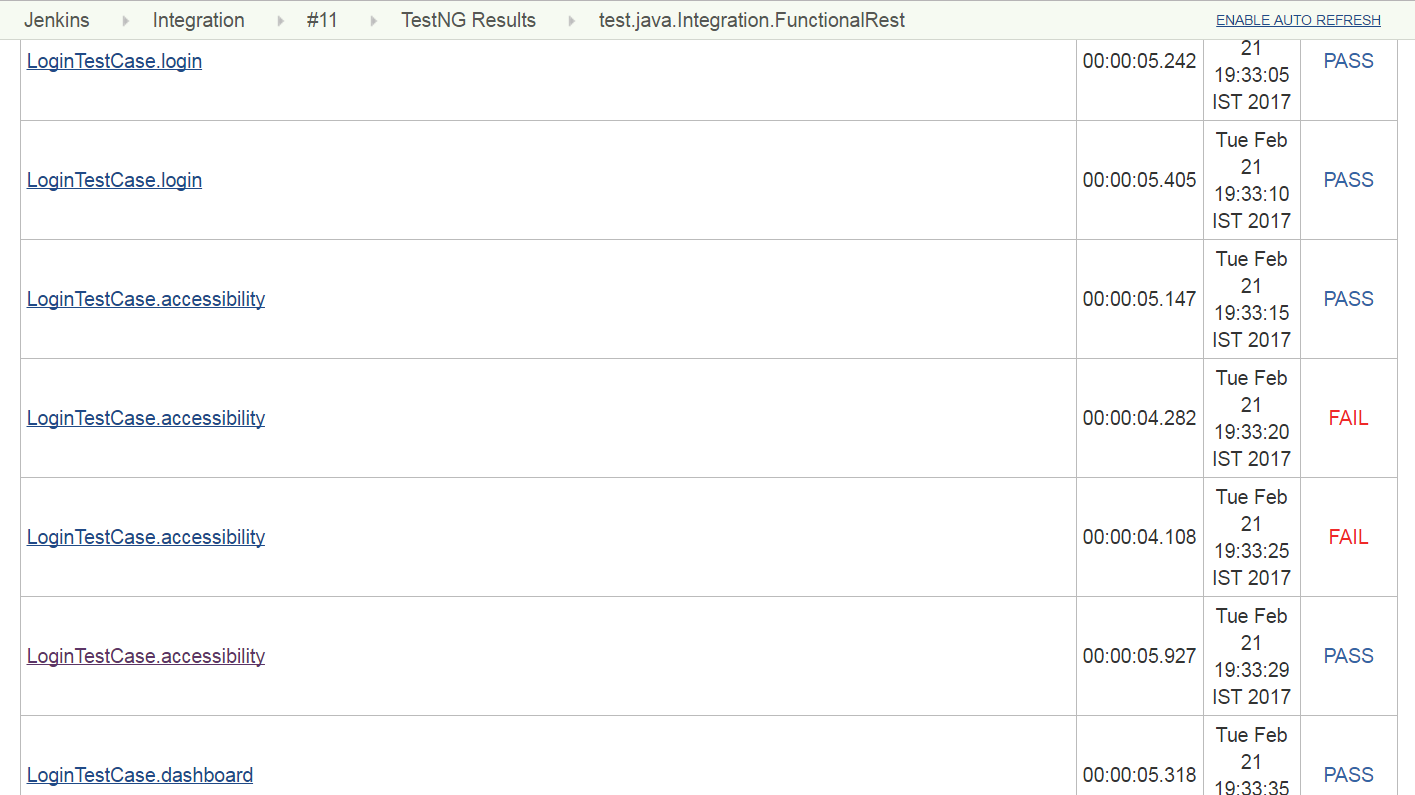 Jenkins Integration #11 TestNG Results test.java.Integration.FunctionalRest ENABLE AUTO REFRESH
LoginTestCase.login 00:00:05.242 21 PASS
19:33:05
IST 2017
Tue Feb
21
LoginTestCase.login 00:00:05.405 19:33:10 PASS
IST 2017
Tue Feb
21
LoginTestCase.accessibility 00:00:05.147 19:33:15 PASS
IST 2017
Tue Feb
21
LoginTestCase.accessibility 00:00:04.282 19:33:20 FAIL
IST 2017
Tue Feb
21
LoginTestCase.accessibility 00:00:04.108 19:33:25 FAIL
IST 2017
Tue Feb
21
LoginTestCase.accessibility 00:00:05.927 19:33:29 PASS
IST 2017
Tue Feb
21
LoginTestCase.dashboard 00:00:05.318 19:33:35 PASS